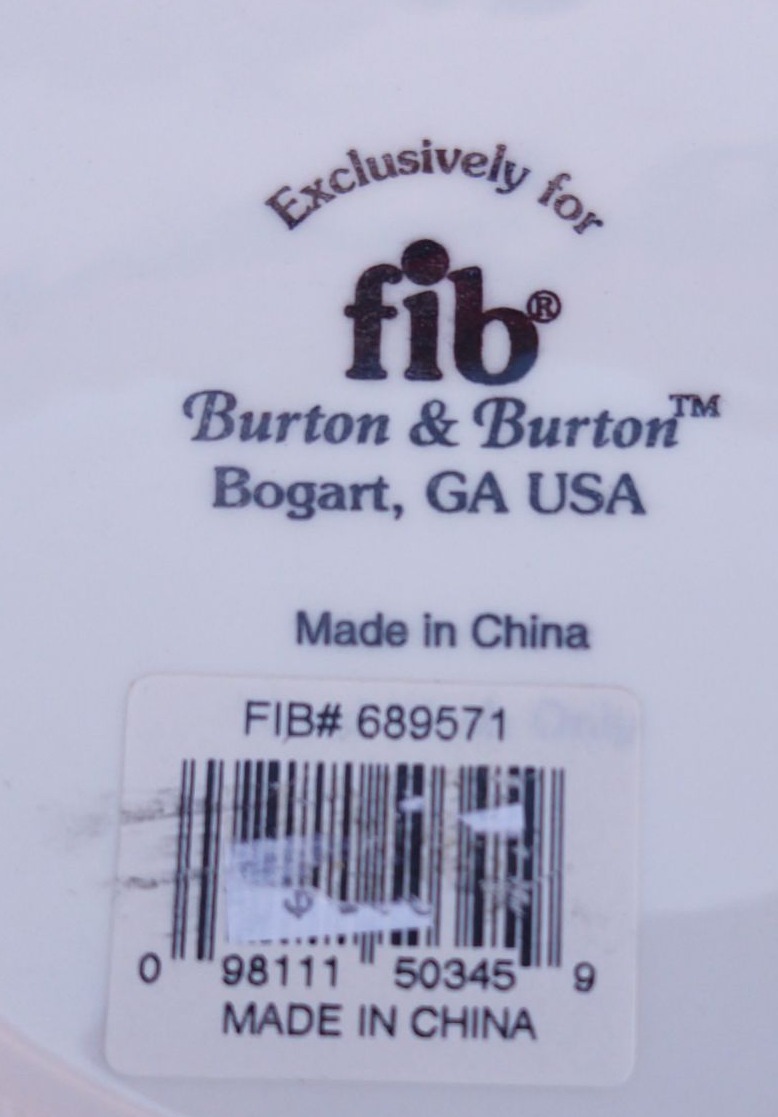 Exclusively for
fib®
Burton & Burton™
Bogart, GA USA
Made in China
FIB# 689571
0 98111 50345 9
MADE IN CHINA